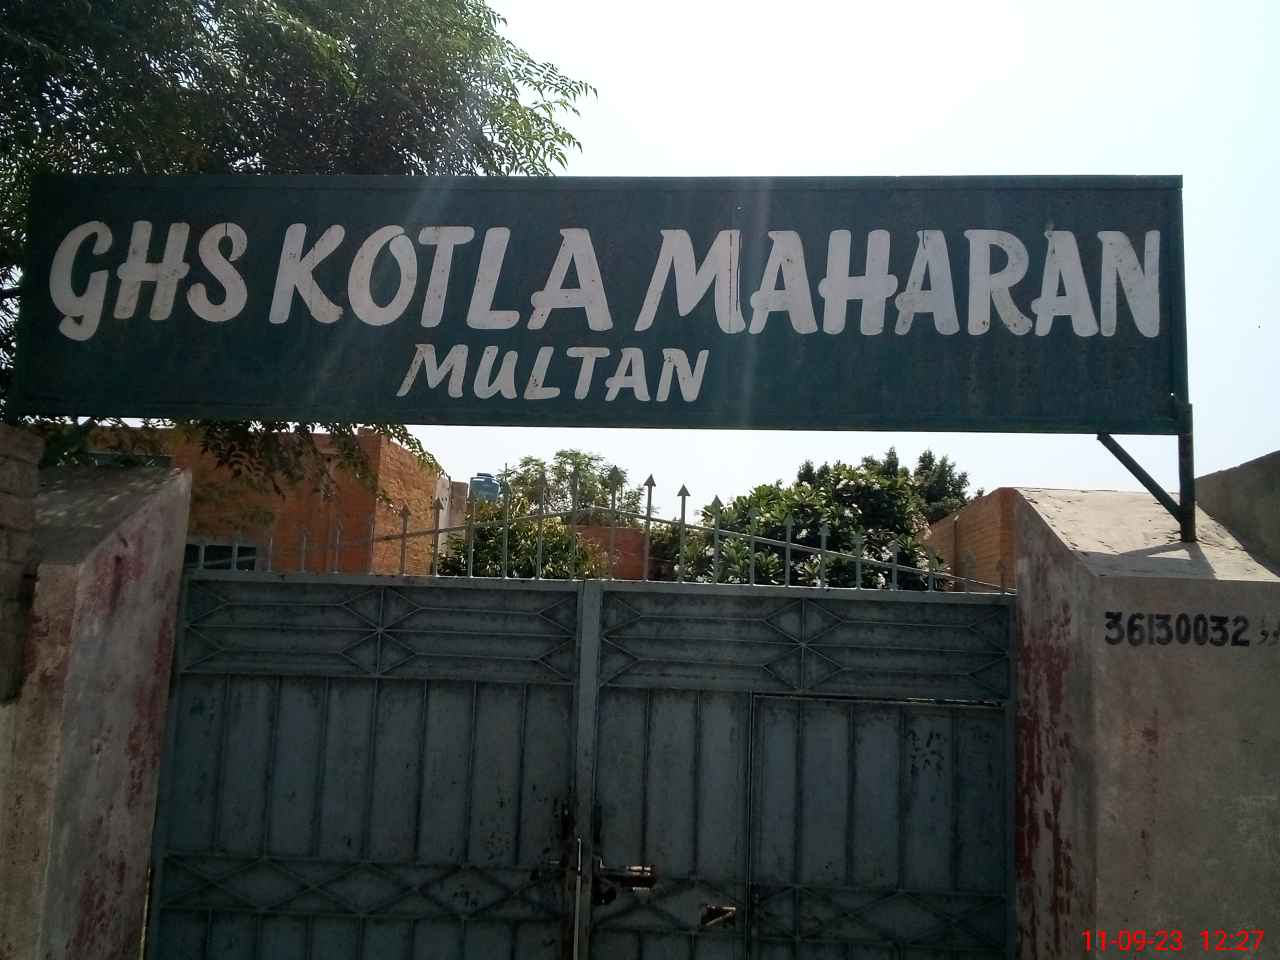 GHS KOTLA MAHARAN
MULTAN
36130032
11-09-23 12:27